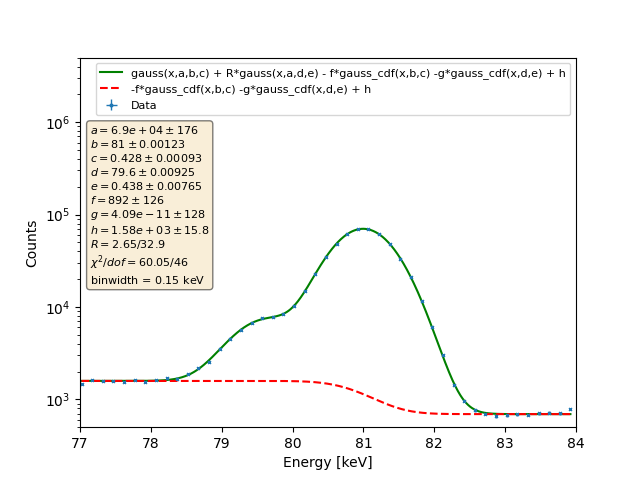 gauss(x,a,b,c) + R*gauss(x,a,d,e) - f*gauss_cdf(x,b,c) -g*gauss_cdf(x,d,e) + h
-f*gauss_cdf(x,b,c) -g*gauss_cdf(x,d,e) + h
Data
a = 6.9e + 04 ± 176
b = 81 ± 0.00123
c = 0.428 ± 0.00093
d = 79.6 ± 0.00925
e = 0.438 ± 0.00765
f = 892 ± 126
g = 4.09e − 11 ± 128
h = 1.58e + 03 ± 15.8
R = 2.65/32.9
χ²/dof = 60.05/46
binwidth = 0.15 keV
Counts
10⁶
10⁵
10⁴
10³
77 78 79 80 81 82 83 84
Energy [keV]